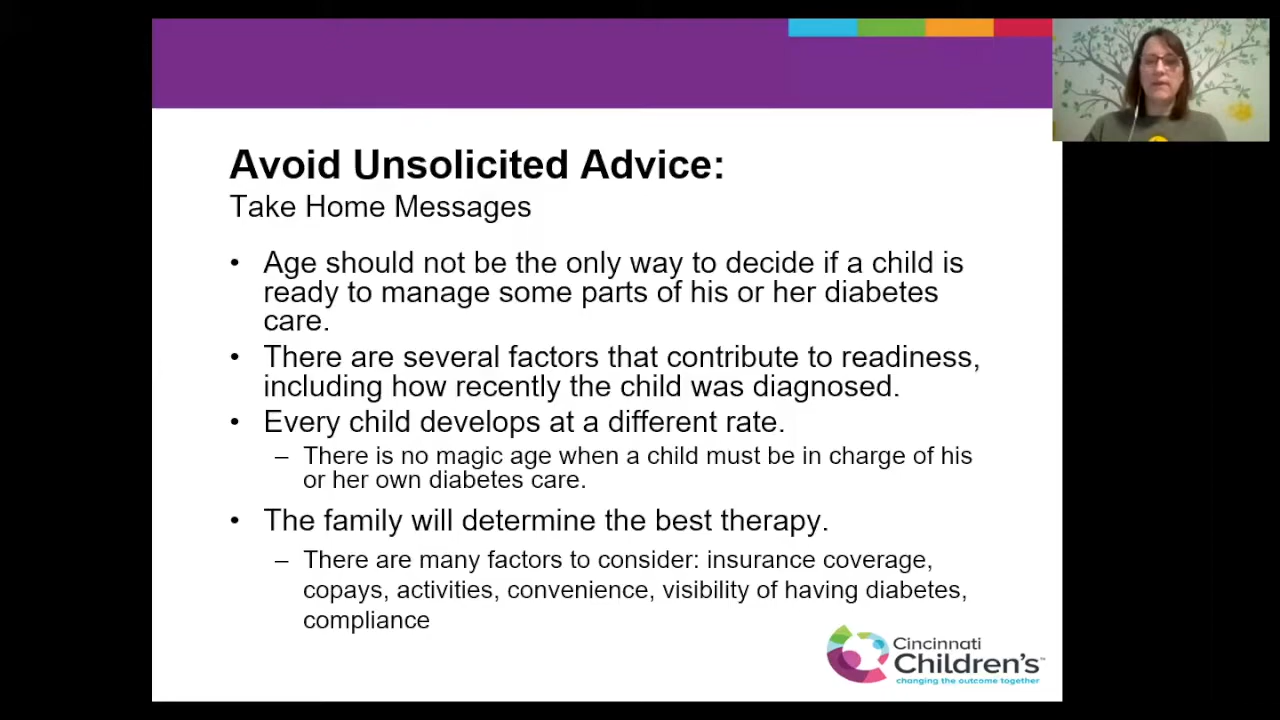 Avoid Unsolicited Advice:
Take Home Messages
• Age should not be the only way to decide if a child is
ready to manage some parts of his or her diabetes
care.
• There are several factors that contribute to readiness,
including how recently the child was diagnosed.
• Every child develops at a different rate.
– There is no magic age when a child must be in charge of his
or her own diabetes care.
• The family will determine the best therapy.
– There are many factors to consider: insurance coverage,
copays, activities, convenience, visibility of having diabetes,
compliance
Cincinnati
Children's™
changing the outcome together